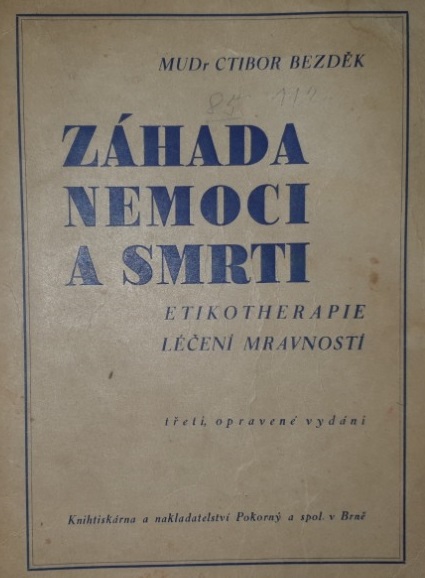 MUDr CTIBOR BEZDĚK
ZÁHADA
NEMOCI
A SMRTI
ETIKOTHERAPIE
LÉČENÍ MRAVNOSTÍ
třetí, opravené vydání
Knihtiskárna a nakladatelství Pokorný a spol. v Brně